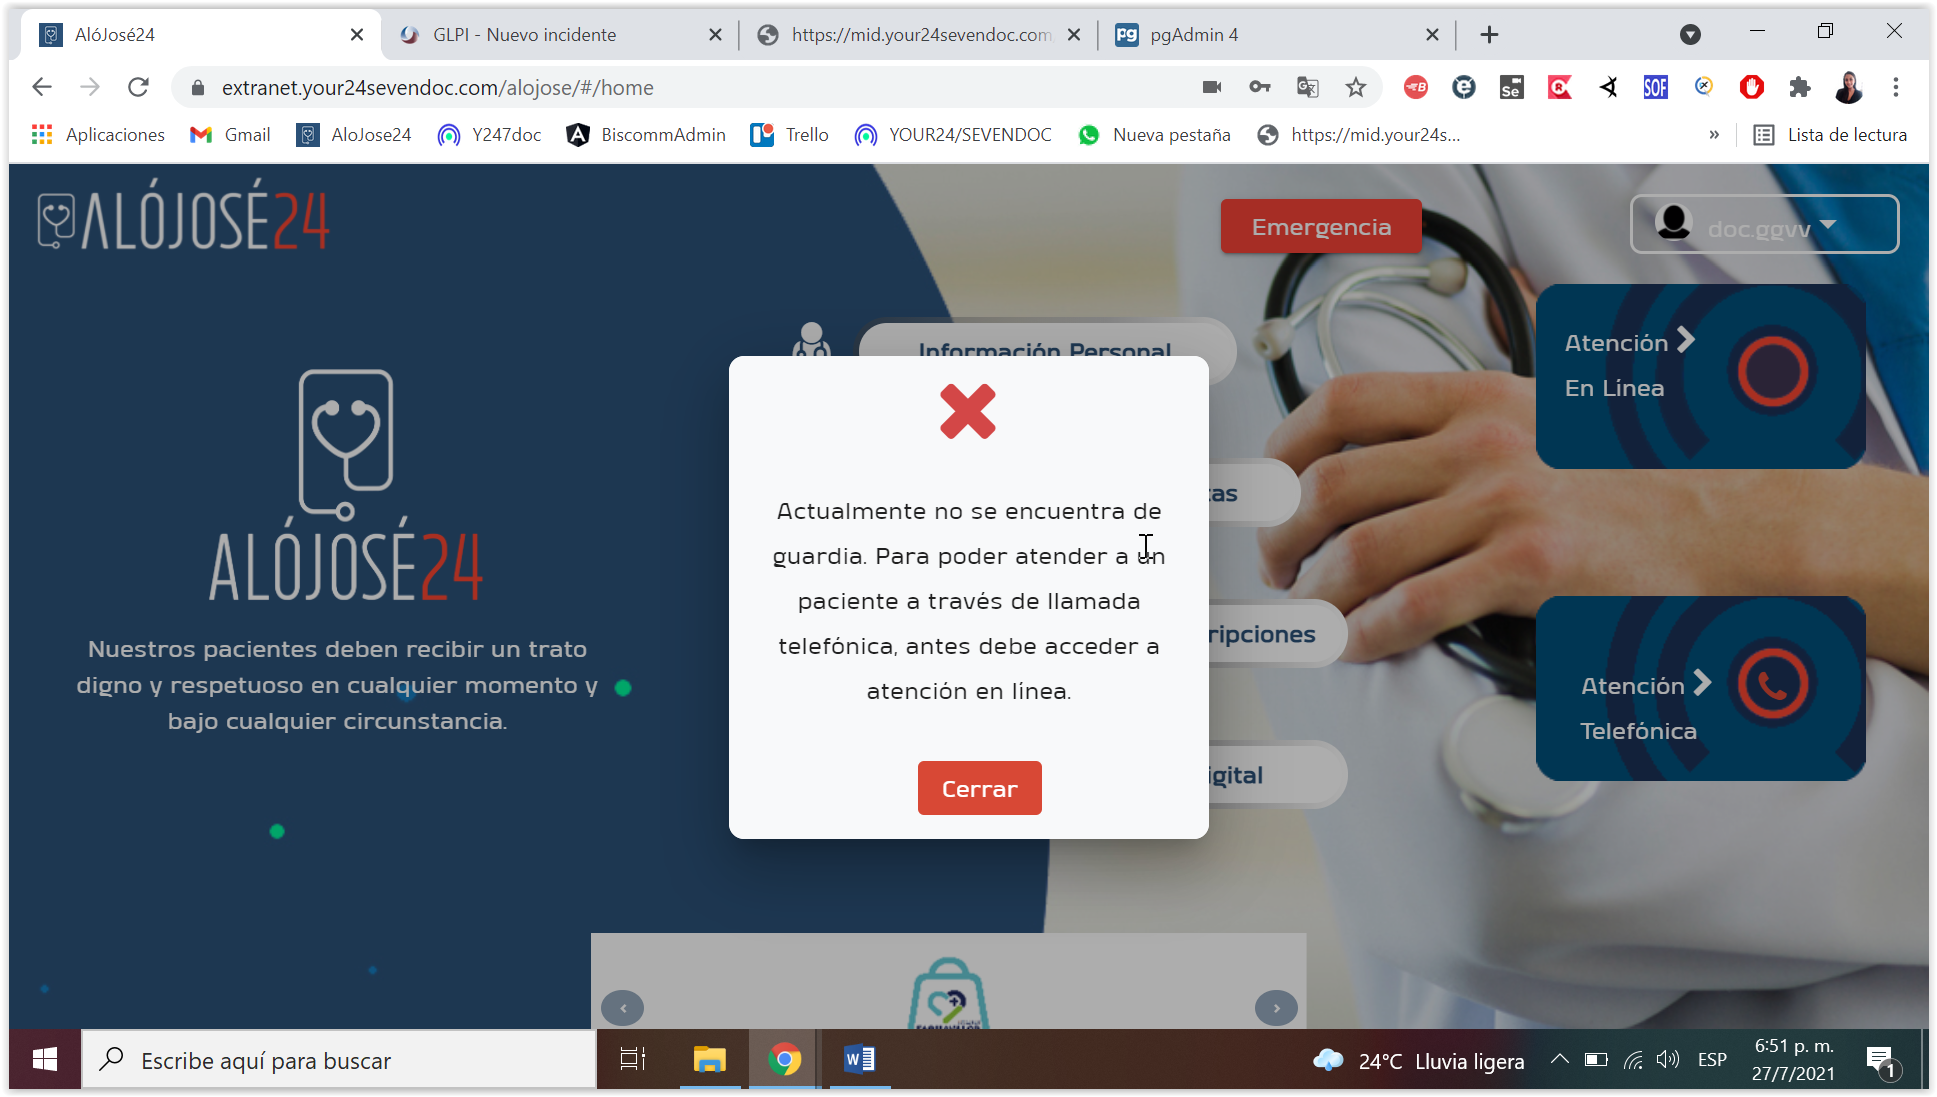 AlóJosé24
GLPI - Nuevo incidente
https://mid.your24sevendoc.com
pgAdmin 4
extranet.your24sevendoc.com/alojose/#/home
Aplicaciones
Gmail
AloJose24
Y247doc
BiscommAdmin
Trello
YOUR24/SEVENDOC
Nueva pestaña
https://mid.your24s...
»
Lista de lectura
ALÓJOSÉ24
Emergencia
doc.ggvv
Información Personal
Atención
En Línea
ALÓJOSÉ24
Nuestros pacientes deben recibir un trato
digno y respetuoso en cualquier momento y
bajo cualquier circunstancia.
Actualmente no se encuentra de
guardia. Para poder atender a un
paciente a través de llamada
telefónica, antes debe acceder a
atención en línea.
Cerrar
tas
ripciones
igital
Atención
Telefónica
Escribe aquí para buscar
24°C Lluvia ligera
ESP
6:51 p. m.
27/7/2021
1